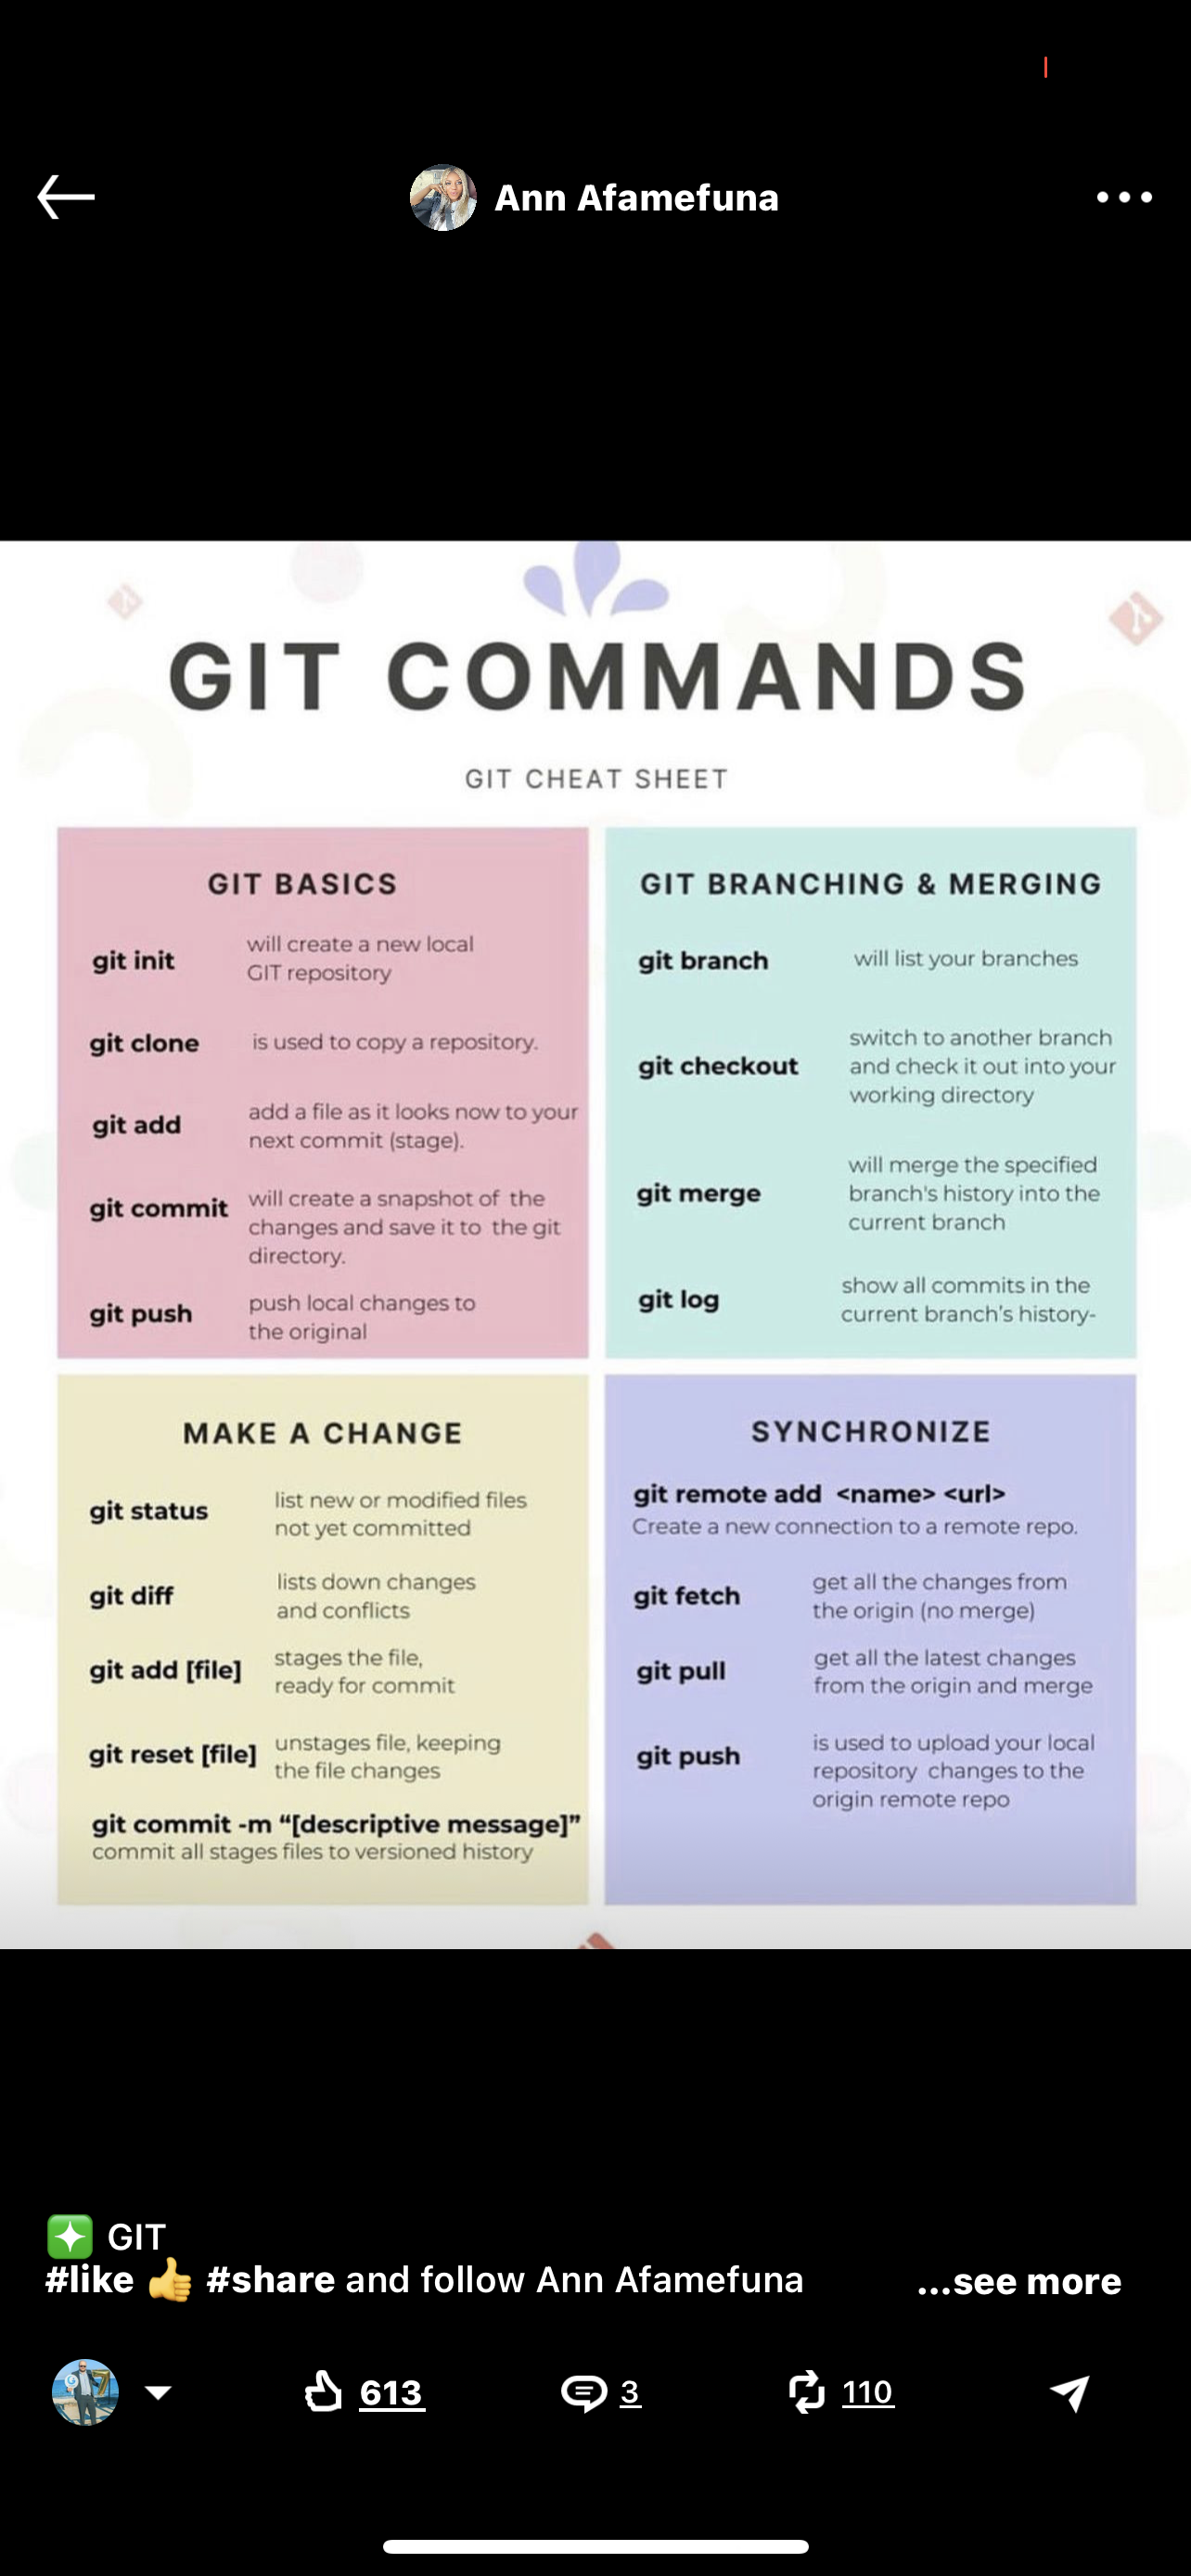 Ann Afamefuna
GIT COMMANDS
GIT CHEAT SHEET
GIT BASICS
git init will create a new local
GIT repository
git clone is used to copy a repository.
git add add a file as it looks now to your
next commit (stage).
git commit will create a snapshot of the
changes and save it to the git
directory.
git push push local changes to
the original
GIT BRANCHING & MERGING
git branch will list your branches
git checkout switch to another branch
and check it out into your
working directory
git merge will merge the specified
branch's history into the
current branch
git log show all commits in the
current branch’s history-
MAKE A CHANGE
git status list new or modified files
not yet committed
git diff lists down changes
and conflicts
git add [file] stages the file,
ready for commit
git reset [file] unstages file, keeping
the file changes
git commit -m “[descriptive message]”
commit all stages files to versioned history
SYNCHRONIZE
git remote add <name> <url>
Create a new connection to a remote repo.
git fetch get all the changes from
the origin (no merge)
git pull get all the latest changes
from the origin and merge
git push is used to upload your local
repository changes to the
origin remote repo
GIT
#like 👍 #share and follow Ann Afamefuna ...see more
613 3 110